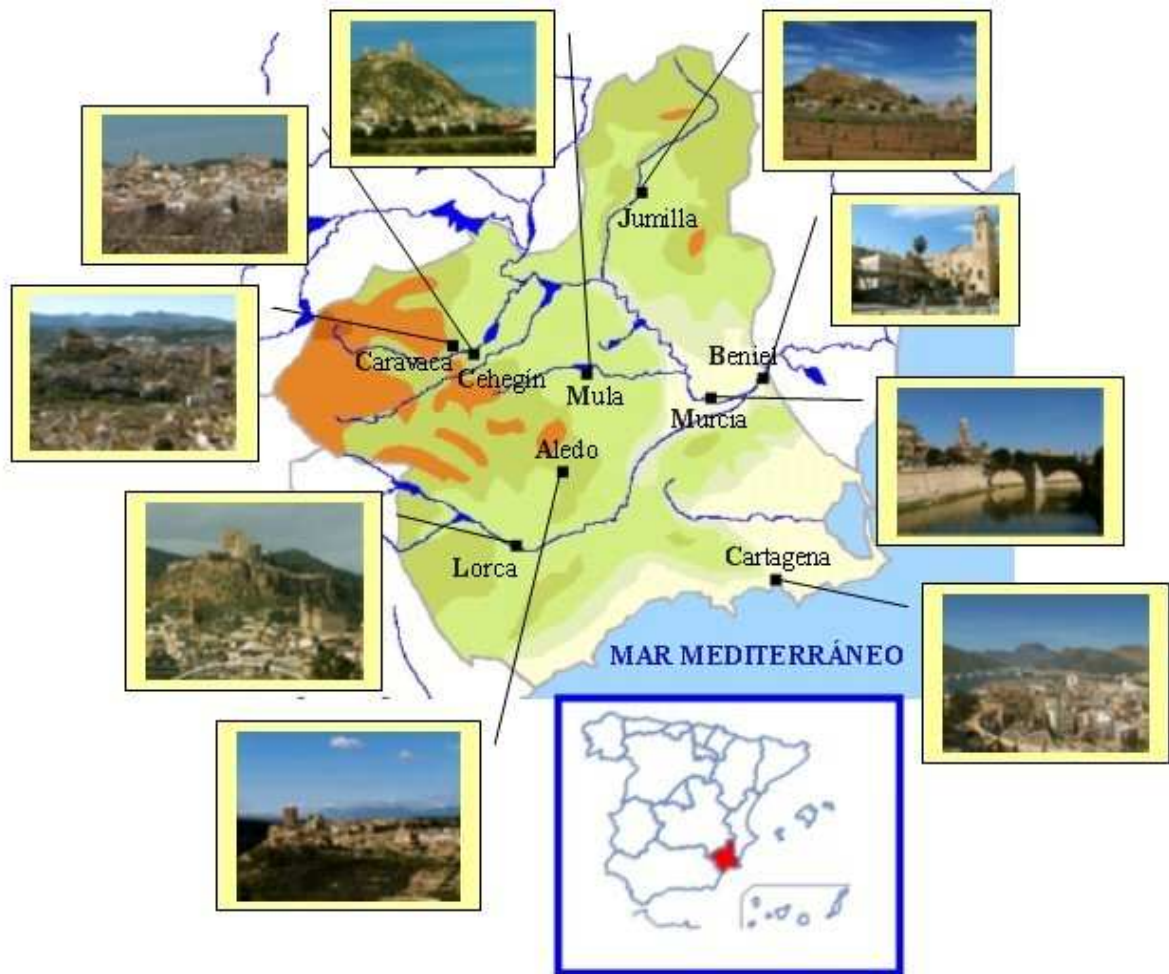 Jumilla
Beniel
Caravaca
Cehegín
Mula
Murcia
Aledo
Lorca
Cartagena
MAR MEDITERRÁNEO